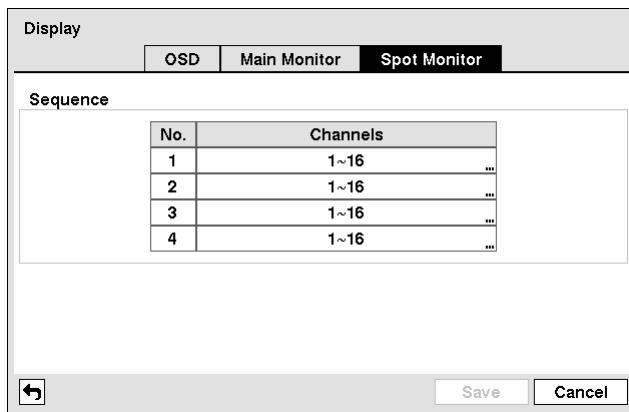 Display
OSD Main Monitor Spot Monitor
Sequence
No. Channels
1 1~16 ...
2 1~16 ...
3 1~16 ...
4 1~16 ...
Save Cancel